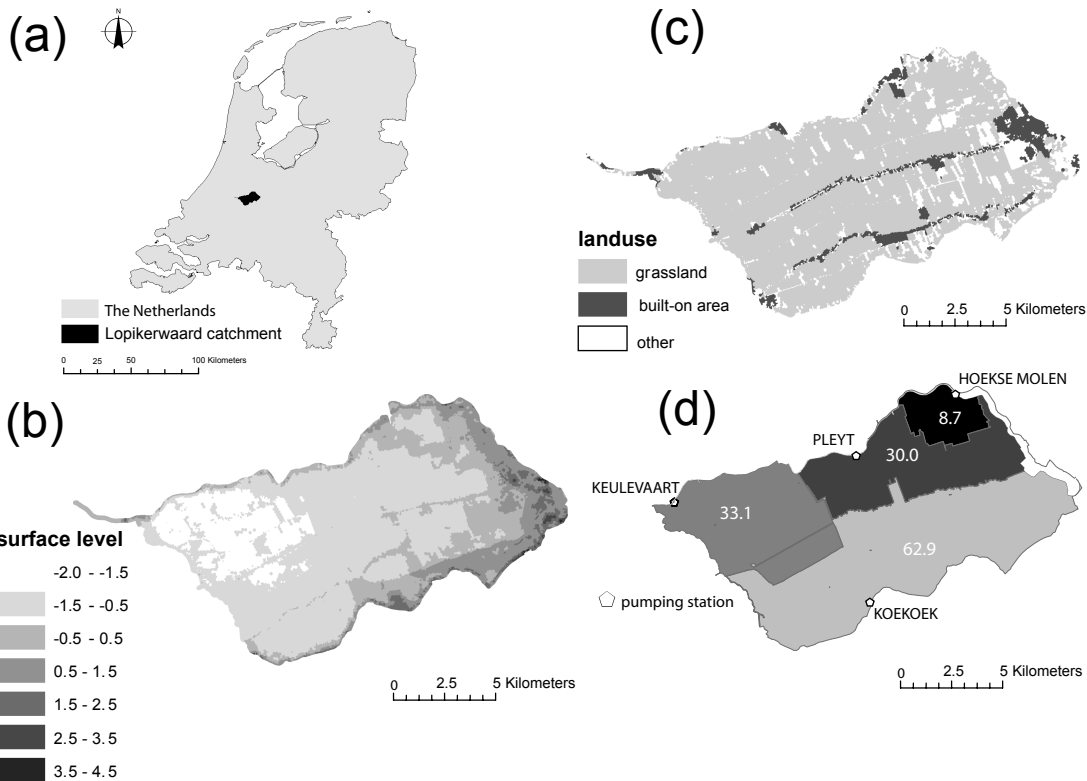 (a)
N
The Netherlands
Lopikerwaard catchment
0 25 50 100 Kilometers
(b)
surface level
-2.0 - -1.5
-1.5 - -0.5
-0.5 - 0.5
0.5 - 1.5
1.5 - 2.5
2.5 - 3.5
3.5 - 4.5
0 2.5 5 Kilometers
(c)
landuse
grassland
built-on area
other
0 2.5 5 Kilometers
(d)
HOEKSE MOLEN
8.7
PLEYT
30.0
KEULEVAART
33.1
62.9
pumping station
KOEKOEK
0 2.5 5 Kilometers